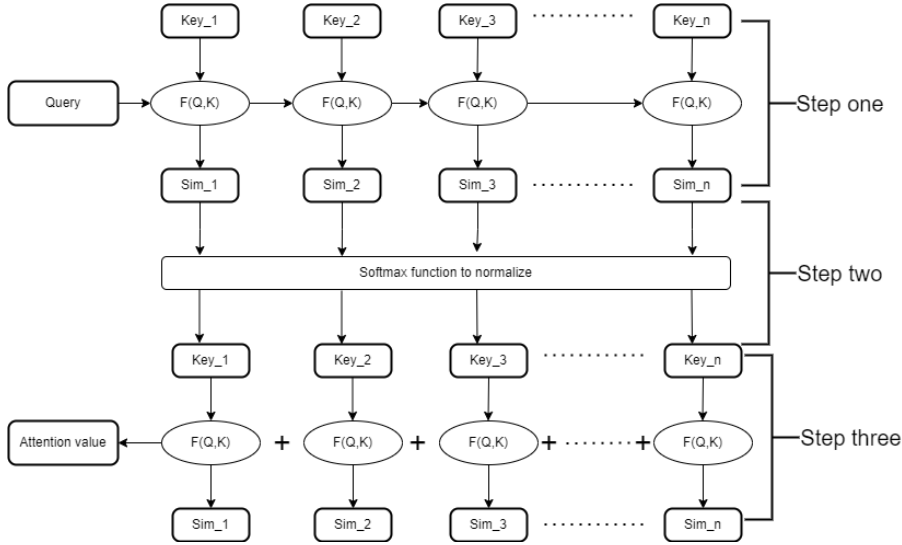 Key_1 Key_2 Key_3 ........... Key_n
Query F(Q,K) F(Q,K) F(Q,K) F(Q,K) Step one
Sim_1 Sim_2 Sim_3 ........... Sim_n
Softmax function to normalize Step two
Key_1 Key_2 Key_3 ........... Key_n
Attention value F(Q,K) + F(Q,K) + F(Q,K) + ....... + F(Q,K) Step three
Sim_1 Sim_2 Sim_3 ........... Sim_n